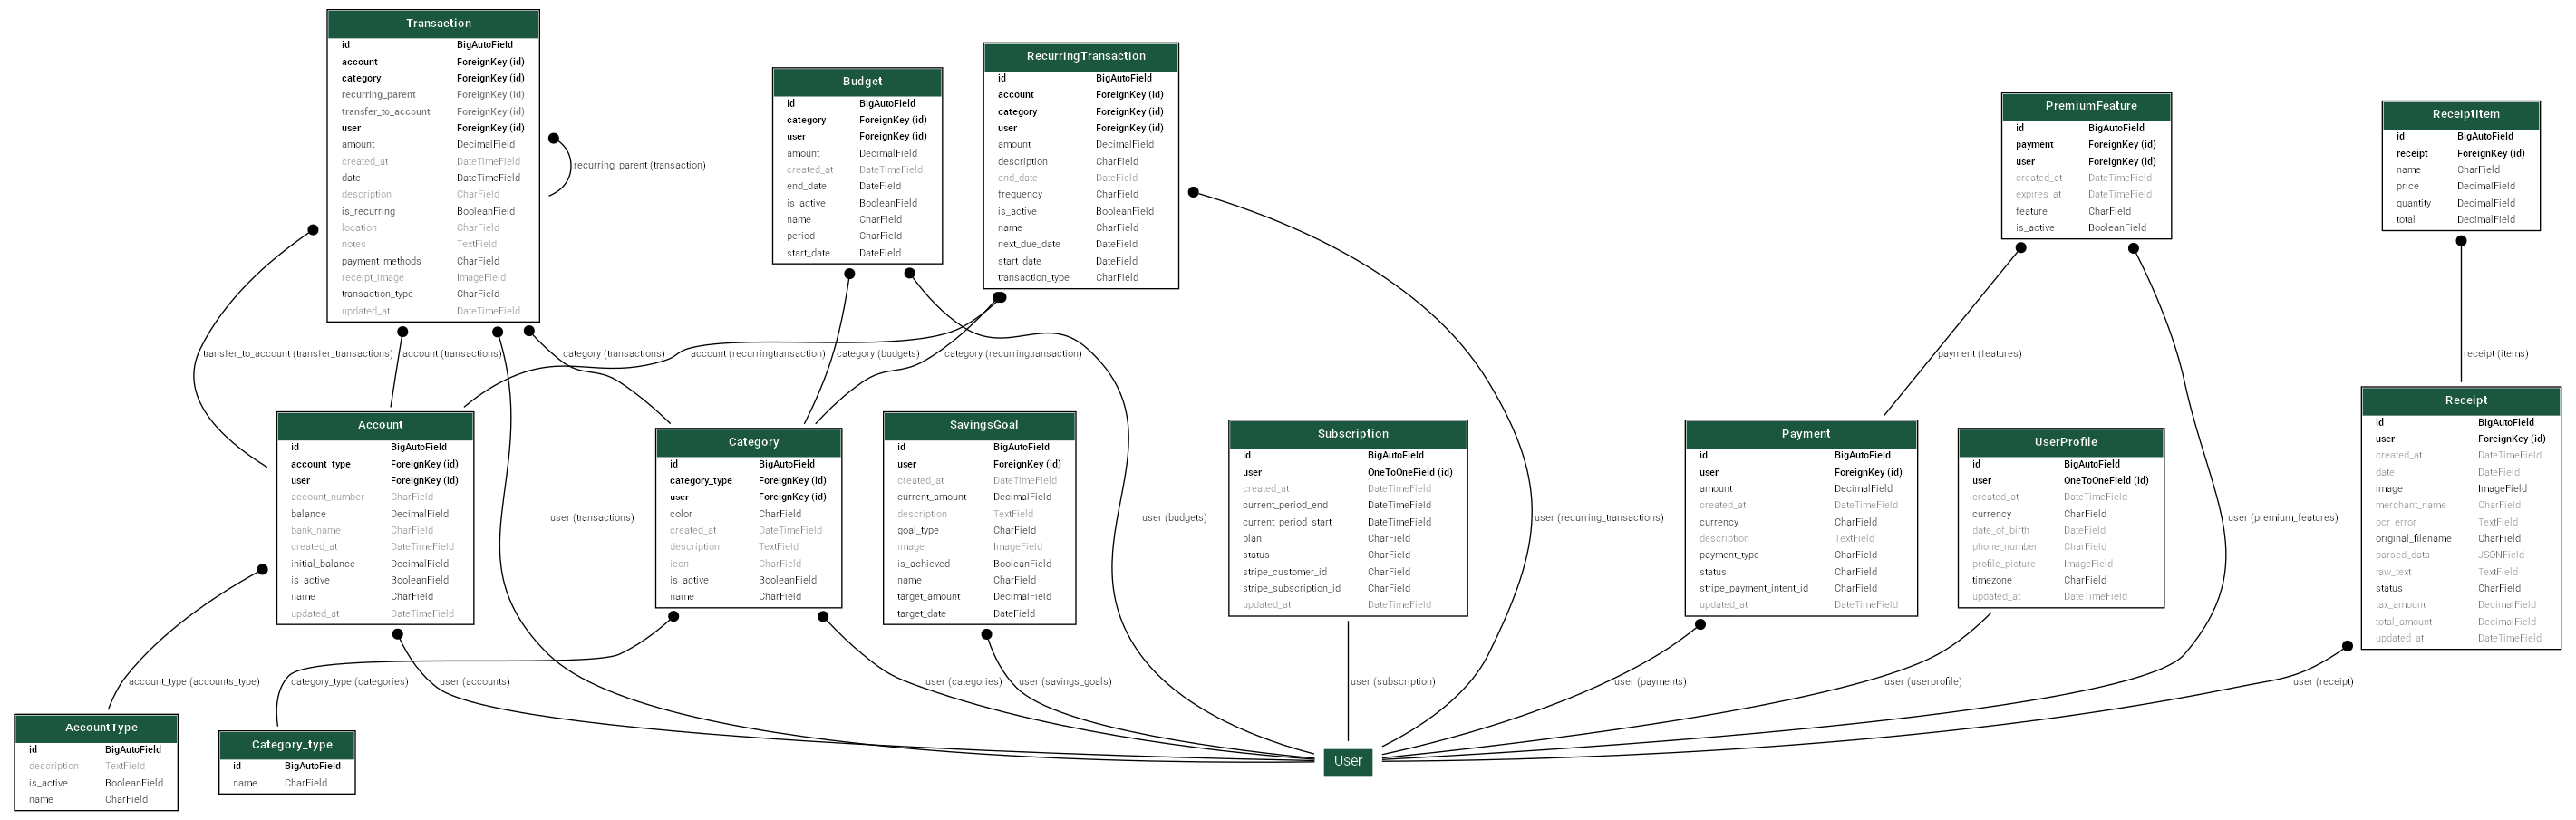 Transaction
id BigAutoField
account ForeignKey (id)
category ForeignKey (id)
recurring_parent ForeignKey (id)
transfer_to_account ForeignKey (id)
user ForeignKey (id)
amount DecimalField
created_at DateTimeField
date DateTimeField
description CharField
is_recurring BooleanField
location CharField
notes TextField
payment_methods CharField
receipt_image ImageField
transaction_type CharField
updated_at DateTimeField
recurring_parent (transaction)
Budget
id BigAutoField
category ForeignKey (id)
user ForeignKey (id)
amount DecimalField
created_at DateTimeField
end_date DateField
is_active BooleanField
name CharField
period CharField
start_date DateField
RecurringTransaction
id BigAutoField
account ForeignKey (id)
category ForeignKey (id)
user ForeignKey (id)
amount DecimalField
description CharField
end_date DateField
frequency CharField
is_active BooleanField
name CharField
next_due_date DateField
start_date DateField
transaction_type CharField
PremiumFeature
id BigAutoField
payment ForeignKey (id)
user ForeignKey (id)
created_at DateTimeField
expires_at DateTimeField
feature CharField
is_active BooleanField
ReceiptItem
id BigAutoField
receipt ForeignKey (id)
name CharField
price DecimalField
quantity DecimalField
total DecimalField
transfer_to_account (transfer_transactions)
account (transactions)
category (transactions)
account (recurringtransaction)
category (budgets)
category (recurringtransaction)
payment (features)
receipt (items)
Account
id BigAutoField
account_type ForeignKey (id)
user ForeignKey (id)
account_number CharField
balance DecimalField
bank_name CharField
created_at DateTimeField
initial_balance DecimalField
is_active BooleanField
name CharField
updated_at DateTimeField
user (transactions)
Category
id BigAutoField
category_type ForeignKey (id)
user ForeignKey (id)
color CharField
created_at DateTimeField
description TextField
icon CharField
is_active BooleanField
name CharField
SavingsGoal
id BigAutoField
user ForeignKey (id)
created_at DateTimeField
current_amount DecimalField
description TextField
goal_type CharField
image ImageField
is_achieved BooleanField
name CharField
target_amount DecimalField
target_date DateField
user (budgets)
Subscription
id BigAutoField
user OneToOneField (id)
created_at DateTimeField
current_period_end DateTimeField
current_period_start DateTimeField
plan CharField
status CharField
stripe_customer_id CharField
stripe_subscription_id CharField
updated_at DateTimeField
user (recurring_transactions)
Payment
id BigAutoField
user ForeignKey (id)
amount DecimalField
created_at DateTimeField
currency CharField
description TextField
payment_type CharField
status CharField
stripe_payment_intent_id CharField
updated_at DateTimeField
UserProfile
id BigAutoField
user OneToOneField (id)
created_at DateTimeField
currency CharField
date_of_birth DateField
phone_number CharField
profile_picture ImageField
timezone CharField
updated_at DateTimeField
user (premium_features)
Receipt
id BigAutoField
user ForeignKey (id)
created_at DateTimeField
date DateField
image ImageField
merchant_name CharField
ocr_error TextField
original_filename CharField
parsed_data JSONField
raw_text TextField
status CharField
tax_amount DecimalField
total_amount DecimalField
updated_at DateTimeField
account_type (accounts_type)
category_type (categories)
user (accounts)
user (categories)
user (savings_goals)
user (subscription)
user (payments)
user (userprofile)
user (receipt)
AccountType
id BigAutoField
description TextField
is_active BooleanField
name CharField
Category_type
id BigAutoField
name CharField
User